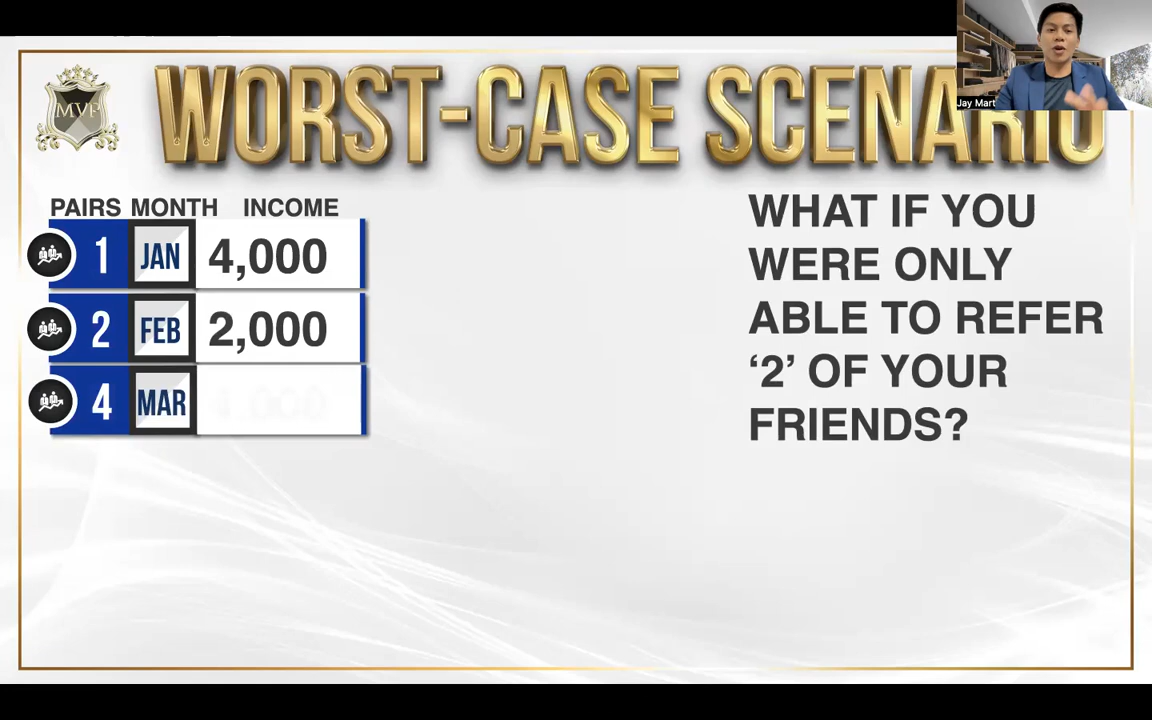 MVP
WORST-CASE SCENARIO
Jay Mart
PAIRS MONTH INCOME
1 JAN 4,000
2 FEB 2,000
4 MAR
WHAT IF YOU
WERE ONLY
ABLE TO REFER
‘2’ OF YOUR
FRIENDS?